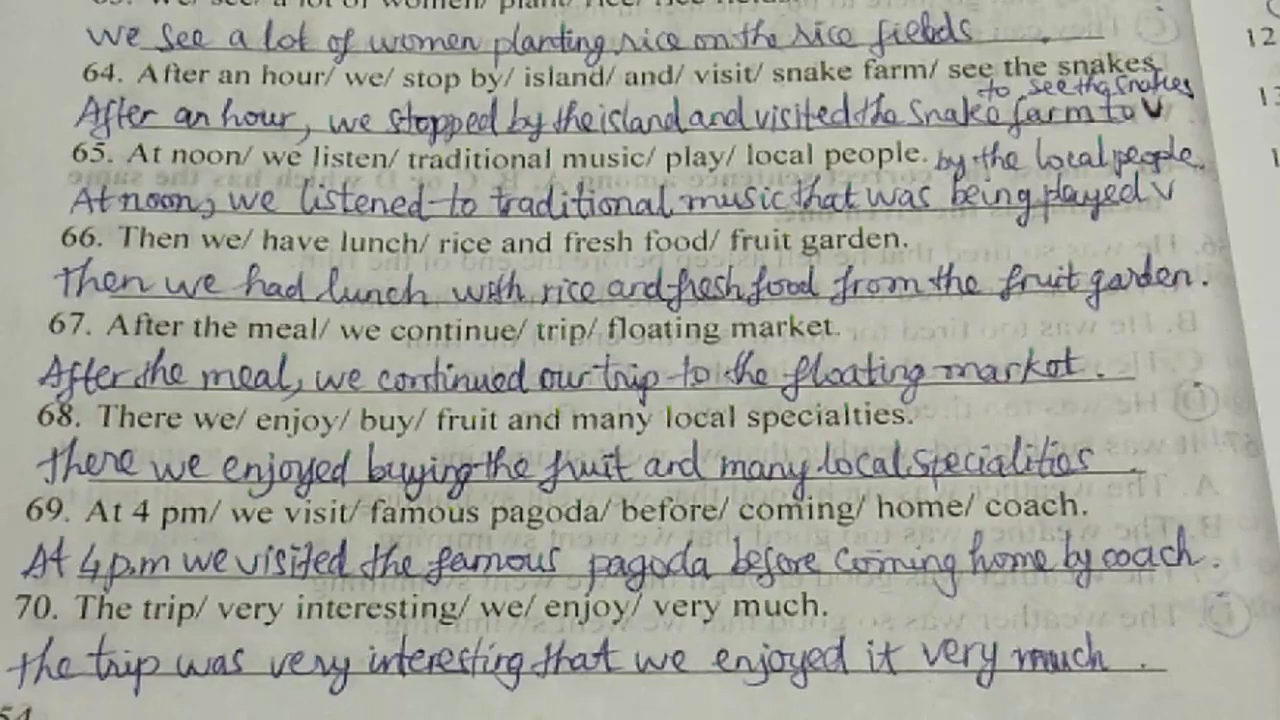 We see a lot of women planting rice on the rice fields.
64. After an hour/ we/ stop by/ island/ and/ visit/ snake farm/ see the snakes.
to see the snakes
After an hour, we stopped by the island and visited the snake farm to V
65. At noon/ we listen/ traditional music/ play/ local people. by the local people.
At noon, we listened to traditional music that was being played V
66. Then we/ have lunch/ rice and fresh food/ fruit garden.
Then we had lunch with rice and fresh food from the fruit garden.
67. After the meal/ we continue/ trip/ floating market.
After the meal, we continued our trip to the floating market.
68. There we/ enjoy/ buy/ fruit and many local specialties.
There we enjoyed buying the fruit and many local specialities.
69. At 4 pm/ we visit/ famous pagoda/ before/ coming/ home/ coach.
At 4 p.m we visited the famous pagoda before coming home by coach.
70. The trip/ very interesting/ we/ enjoy/ very much.
the trip was very interesting that we enjoyed it very much.
54
12